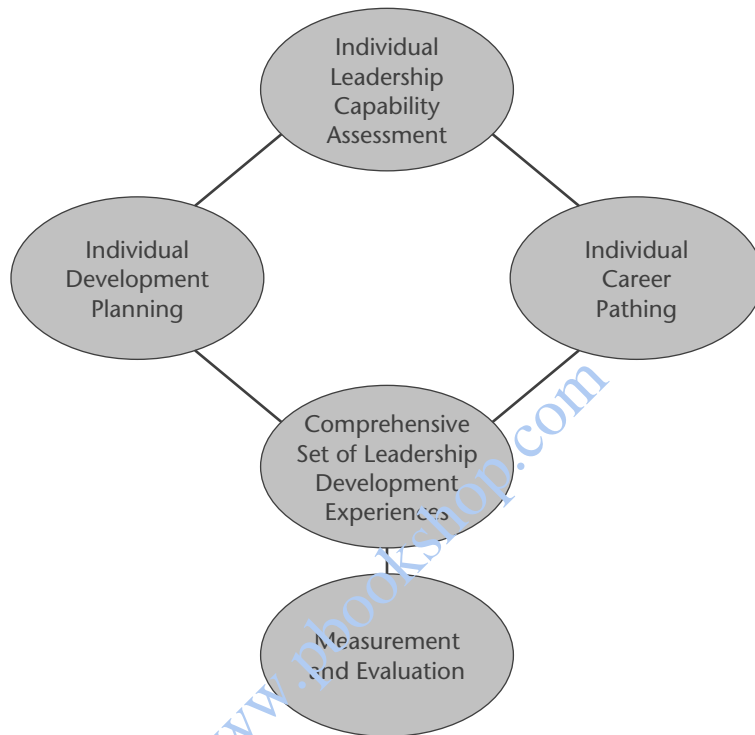 Individual
Leadership
Capability
Assessment
Individual
Development
Planning
Individual
Career
Pathing
Comprehensive
Set of Leadership
Development
Experiences
Measurement
and Evaluation
www.pbookshop.com